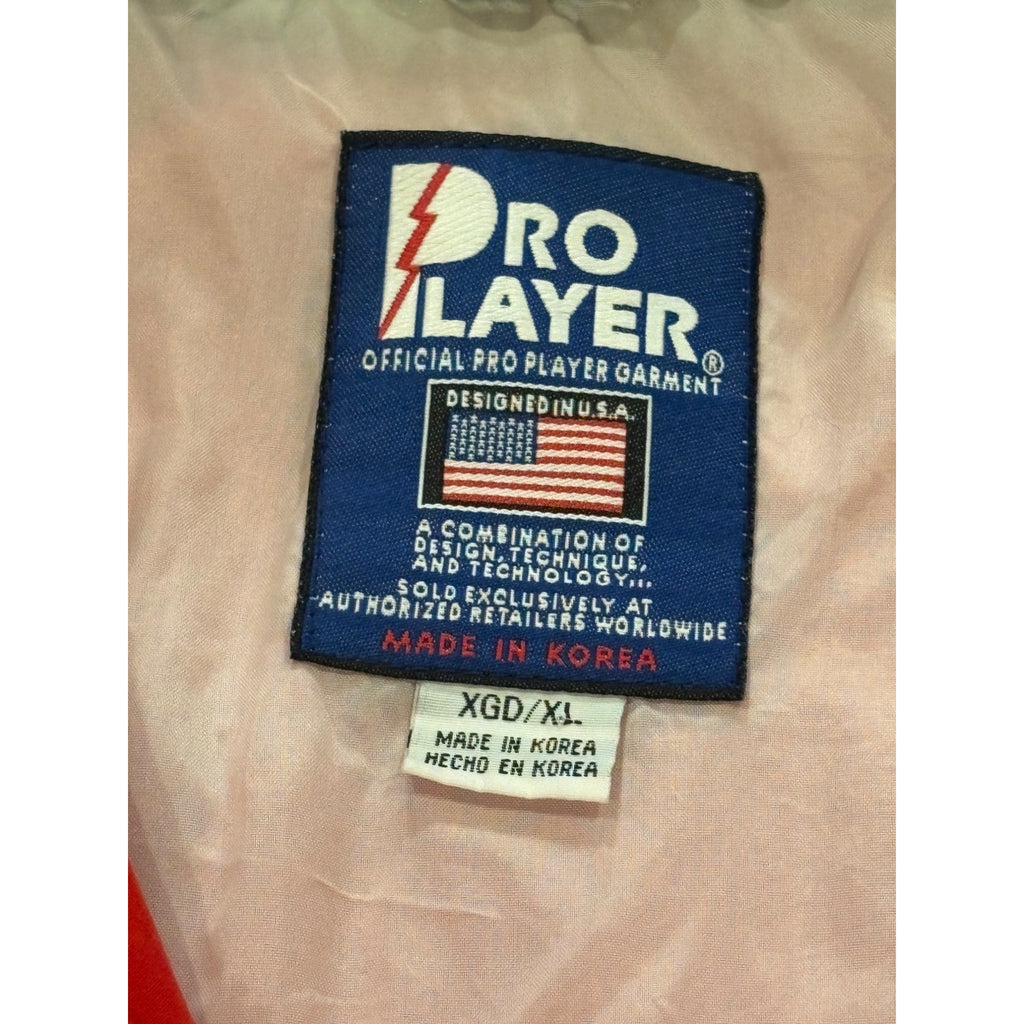 PRO
PLAYER®
OFFICIAL PRO PLAYER GARMENT
DESIGNED IN U.S.A.
A COMBINATION OF
DESIGN, TECHNIQUE,
AND TECHNOLOGY...
SOLD EXCLUSIVELY AT
AUTHORIZED RETAILERS WORLDWIDE
MADE IN KOREA
XGD/XL
MADE IN KOREA
HECHO EN KOREA